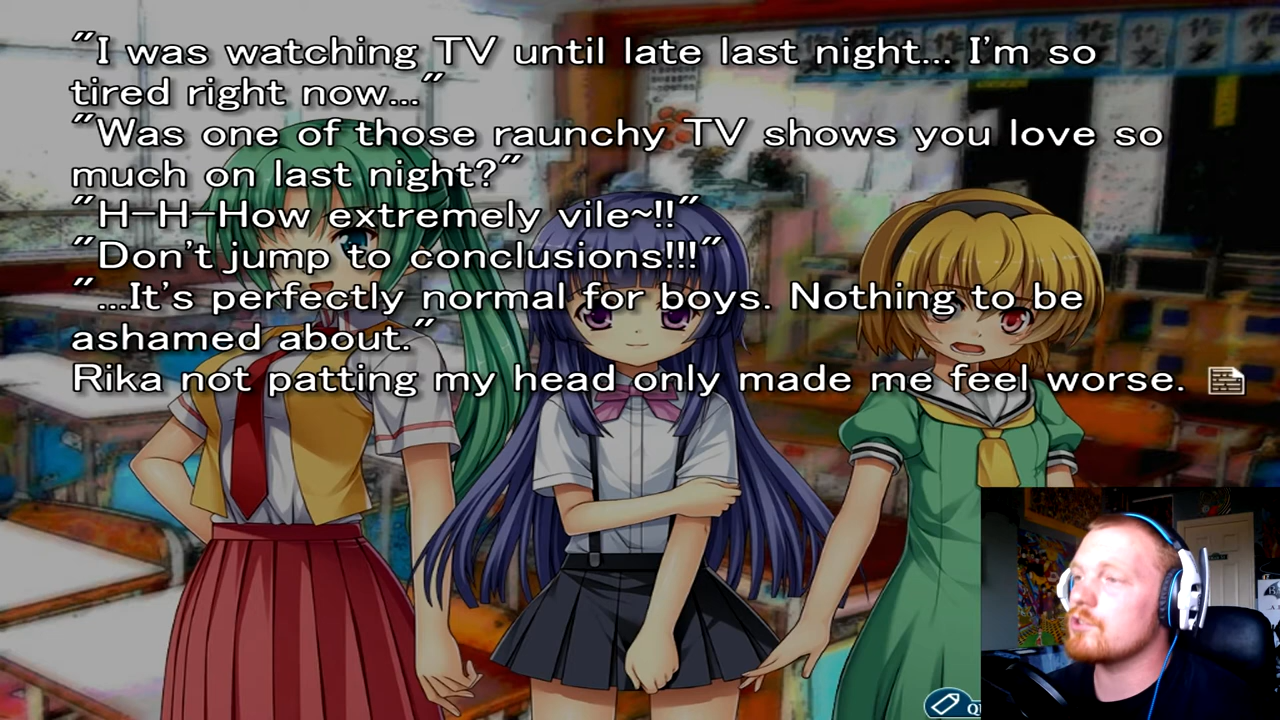 "I was watching TV until late last night... I'm so
tired right now..."
"Was one of those raunchy TV shows you love so
much on last night?"
"H-H-How extremely vile~!!"
"Don't jump to conclusions!!!"
"...It's perfectly normal for boys. Nothing to be
ashamed about."
Rika not patting my head only made me feel worse.